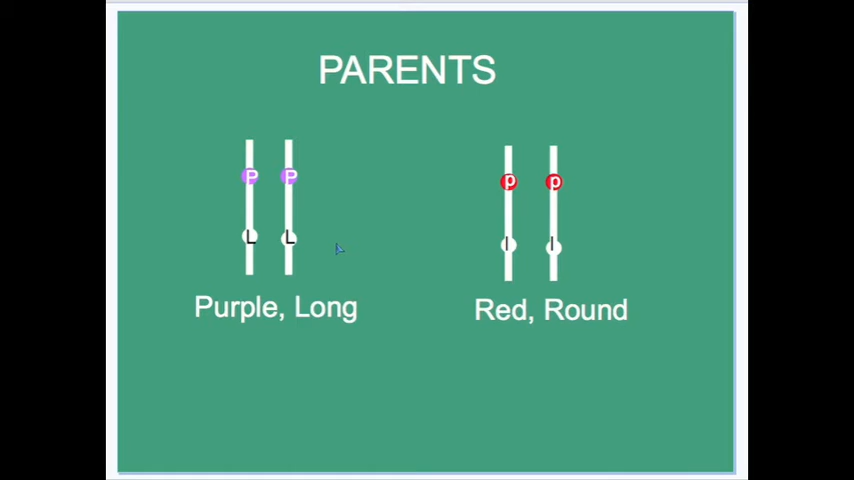 PARENTS
P P p p
L L l l
Purple, Long Red, Round